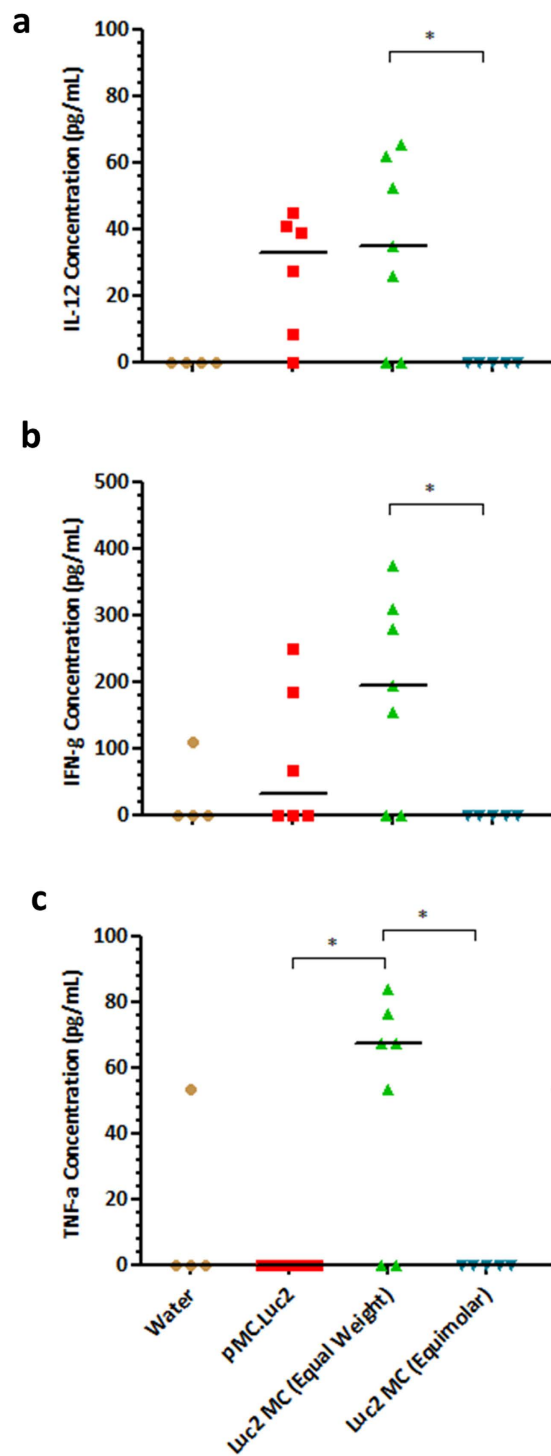 a
IL-12 Concentration (pg/mL)
100
80
60
40
20
0
*
b
IFN-g Concentration (pg/mL)
500
400
300
200
100
0
*
c
TNF-a Concentration (pg/mL)
100
80
60
40
20
0
*
*
Water
pMC.Luc2
Luc2 MC (Equal Weight)
Luc2 MC (Equimolar)